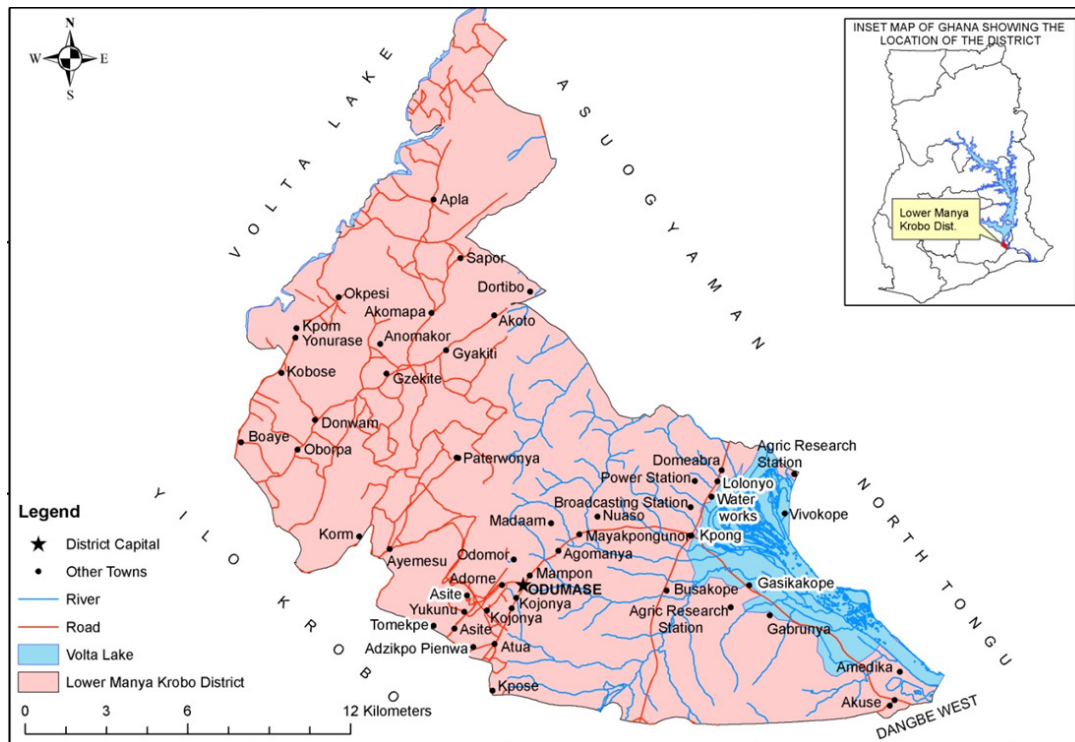 N
W E
S
INSET MAP OF GHANA SHOWING THE
LOCATION OF THE DISTRICT
Lower Manya
Krobo Dist.
VOLTA LAKE
ASUOGYAMAN
Apla
Sapor
Dortibo
Okpesi
Akomapa
Akoto
Kpom
Yonurase
Anomakor
Gyakiti
Kobose
Gzekite
Donwam
Boaye
Oborpa
Paterwonya
Domeabra
Agric Research
Station
Power Station
Lolonyo
Water
works
Broadcasting Station
Nuaso
Vivokope
Madaam
Mayakpongunor
Kpong
Korm
Ayemesu
Odomor
Agomanya
Mampon
Adorne
ODUMASE
Gasikakope
Asite
Kojonya
Busakope
Yukunu
Kojonya
Agric Research
Station
Gabrunya
Tomekpe
Asite
Adzikpo Pienwa
Atua
Amedika
Kpose
Akuse
YILO KROBO
NORTH TONGU
DANGBE WEST
Legend
District Capital
Other Towns
River
Road
Volta Lake
Lower Manya Krobo District
0 3 6 12 Kilometers